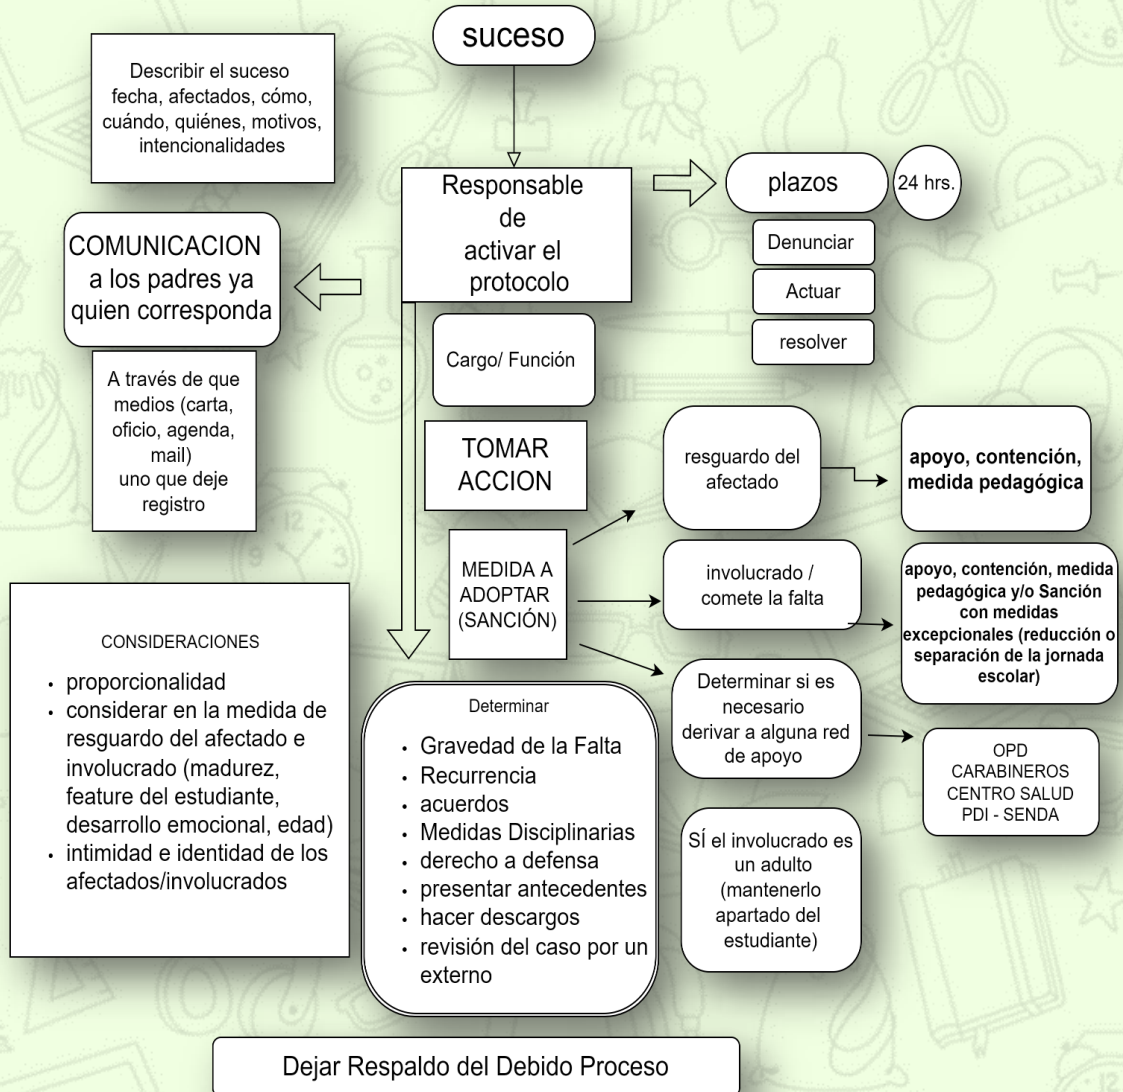 suceso
Describir el suceso
fecha, afectados, cómo,
cuándo, quiénes, motivos,
intencionalidades
Responsable
de
activar el
protocolo
plazos
24 hrs.
Denunciar
Actuar
resolver
COMUNICACION
a los padres ya
quien corresponda
A través de que
medios (carta,
oficio, agenda,
mail)
uno que deje
registro
Cargo/ Función
TOMAR
ACCION
MEDIDA A
ADOPTAR
(SANCIÓN)
resguardo del
afectado
apoyo, contención,
medida pedagógica
involucrado /
comete la falta
apoyo, contención, medida
pedagógica y/o Sanción
con medidas
excepcionales (reducción o
separación de la jornada
escolar)
Determinar si es
necesario
derivar a alguna red
de apoyo
OPD
CARABINEROS
CENTRO SALUD
PDI - SENDA
SÍ el involucrado es
un adulto
(mantenerlo
apartado del
estudiante)
CONSIDERACIONES
• proporcionalidad
• considerar en la medida de
resguardo del afectado e
involucrado (madurez,
feature del estudiante,
desarrollo emocional, edad)
• intimidad e identidad de los
afectados/involucrados
Determinar
• Gravedad de la Falta
• Recurrencia
• acuerdos
• Medidas Disciplinarias
• derecho a defensa
• presentar antecedentes
• hacer descargos
• revisión del caso por un
externo
Dejar Respaldo del Debido Proceso